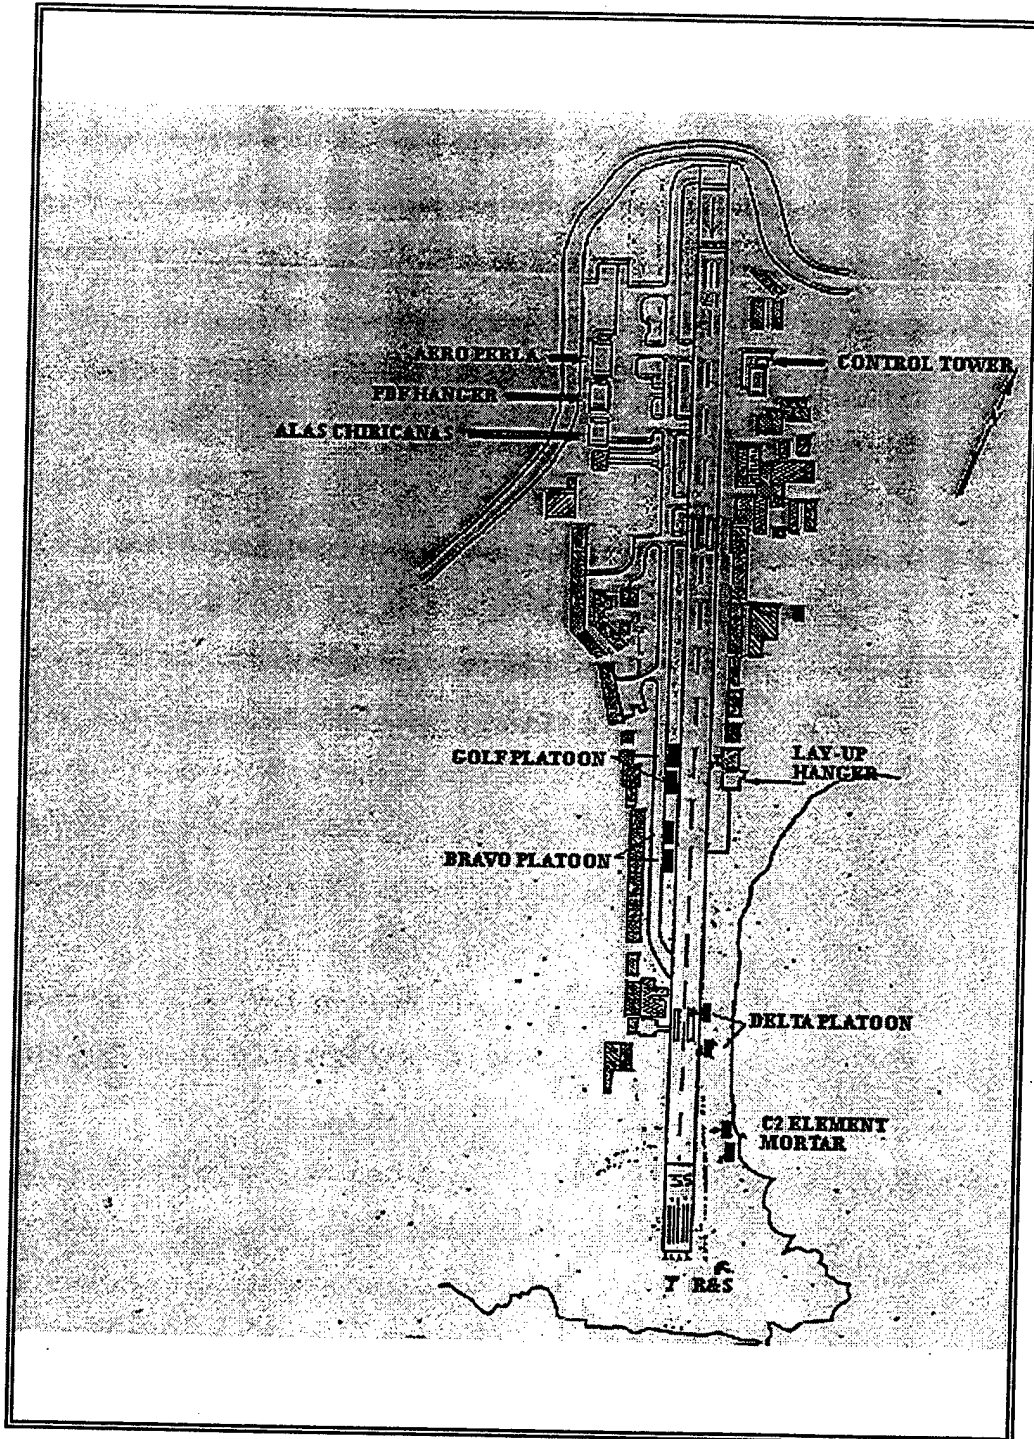 AERO PERLA
CONTROL TOWER
PDF HANGER
ALAS CHIRICANAS
GOLF PLATOON
LAY-UP
HANGER
BRAVO PLATOON
DELTA PLATOON
C2 ELEMENT
MORTAR
R&S